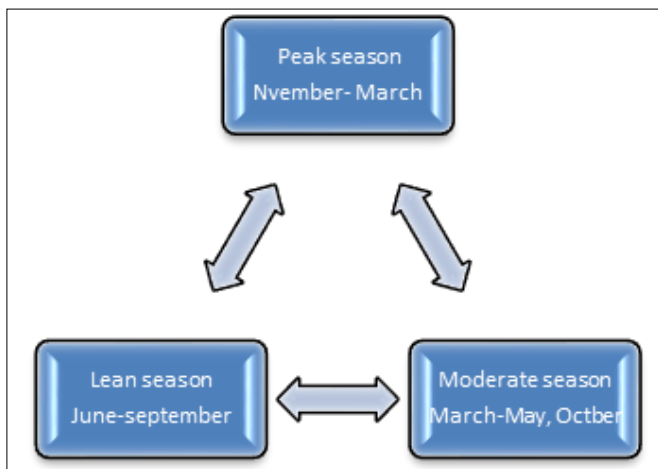 Peak season
Nvember- March
Lean season
June-september
Moderate season
March-May, Octber